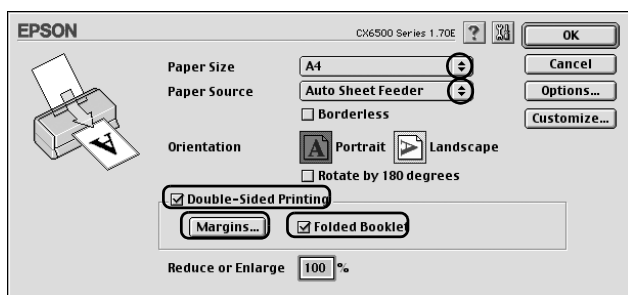 EPSON
CX6500 Series 1.70E
?
OK
Paper Size
A4
Cancel
Paper Source
Auto Sheet Feeder
Options...
Borderless
Customize...
Orientation
A
Portrait
A
Landscape
Rotate by 180 degrees
Double-Sided Printing
Margins...
Folded Booklet
Reduce or Enlarge
100 %
A